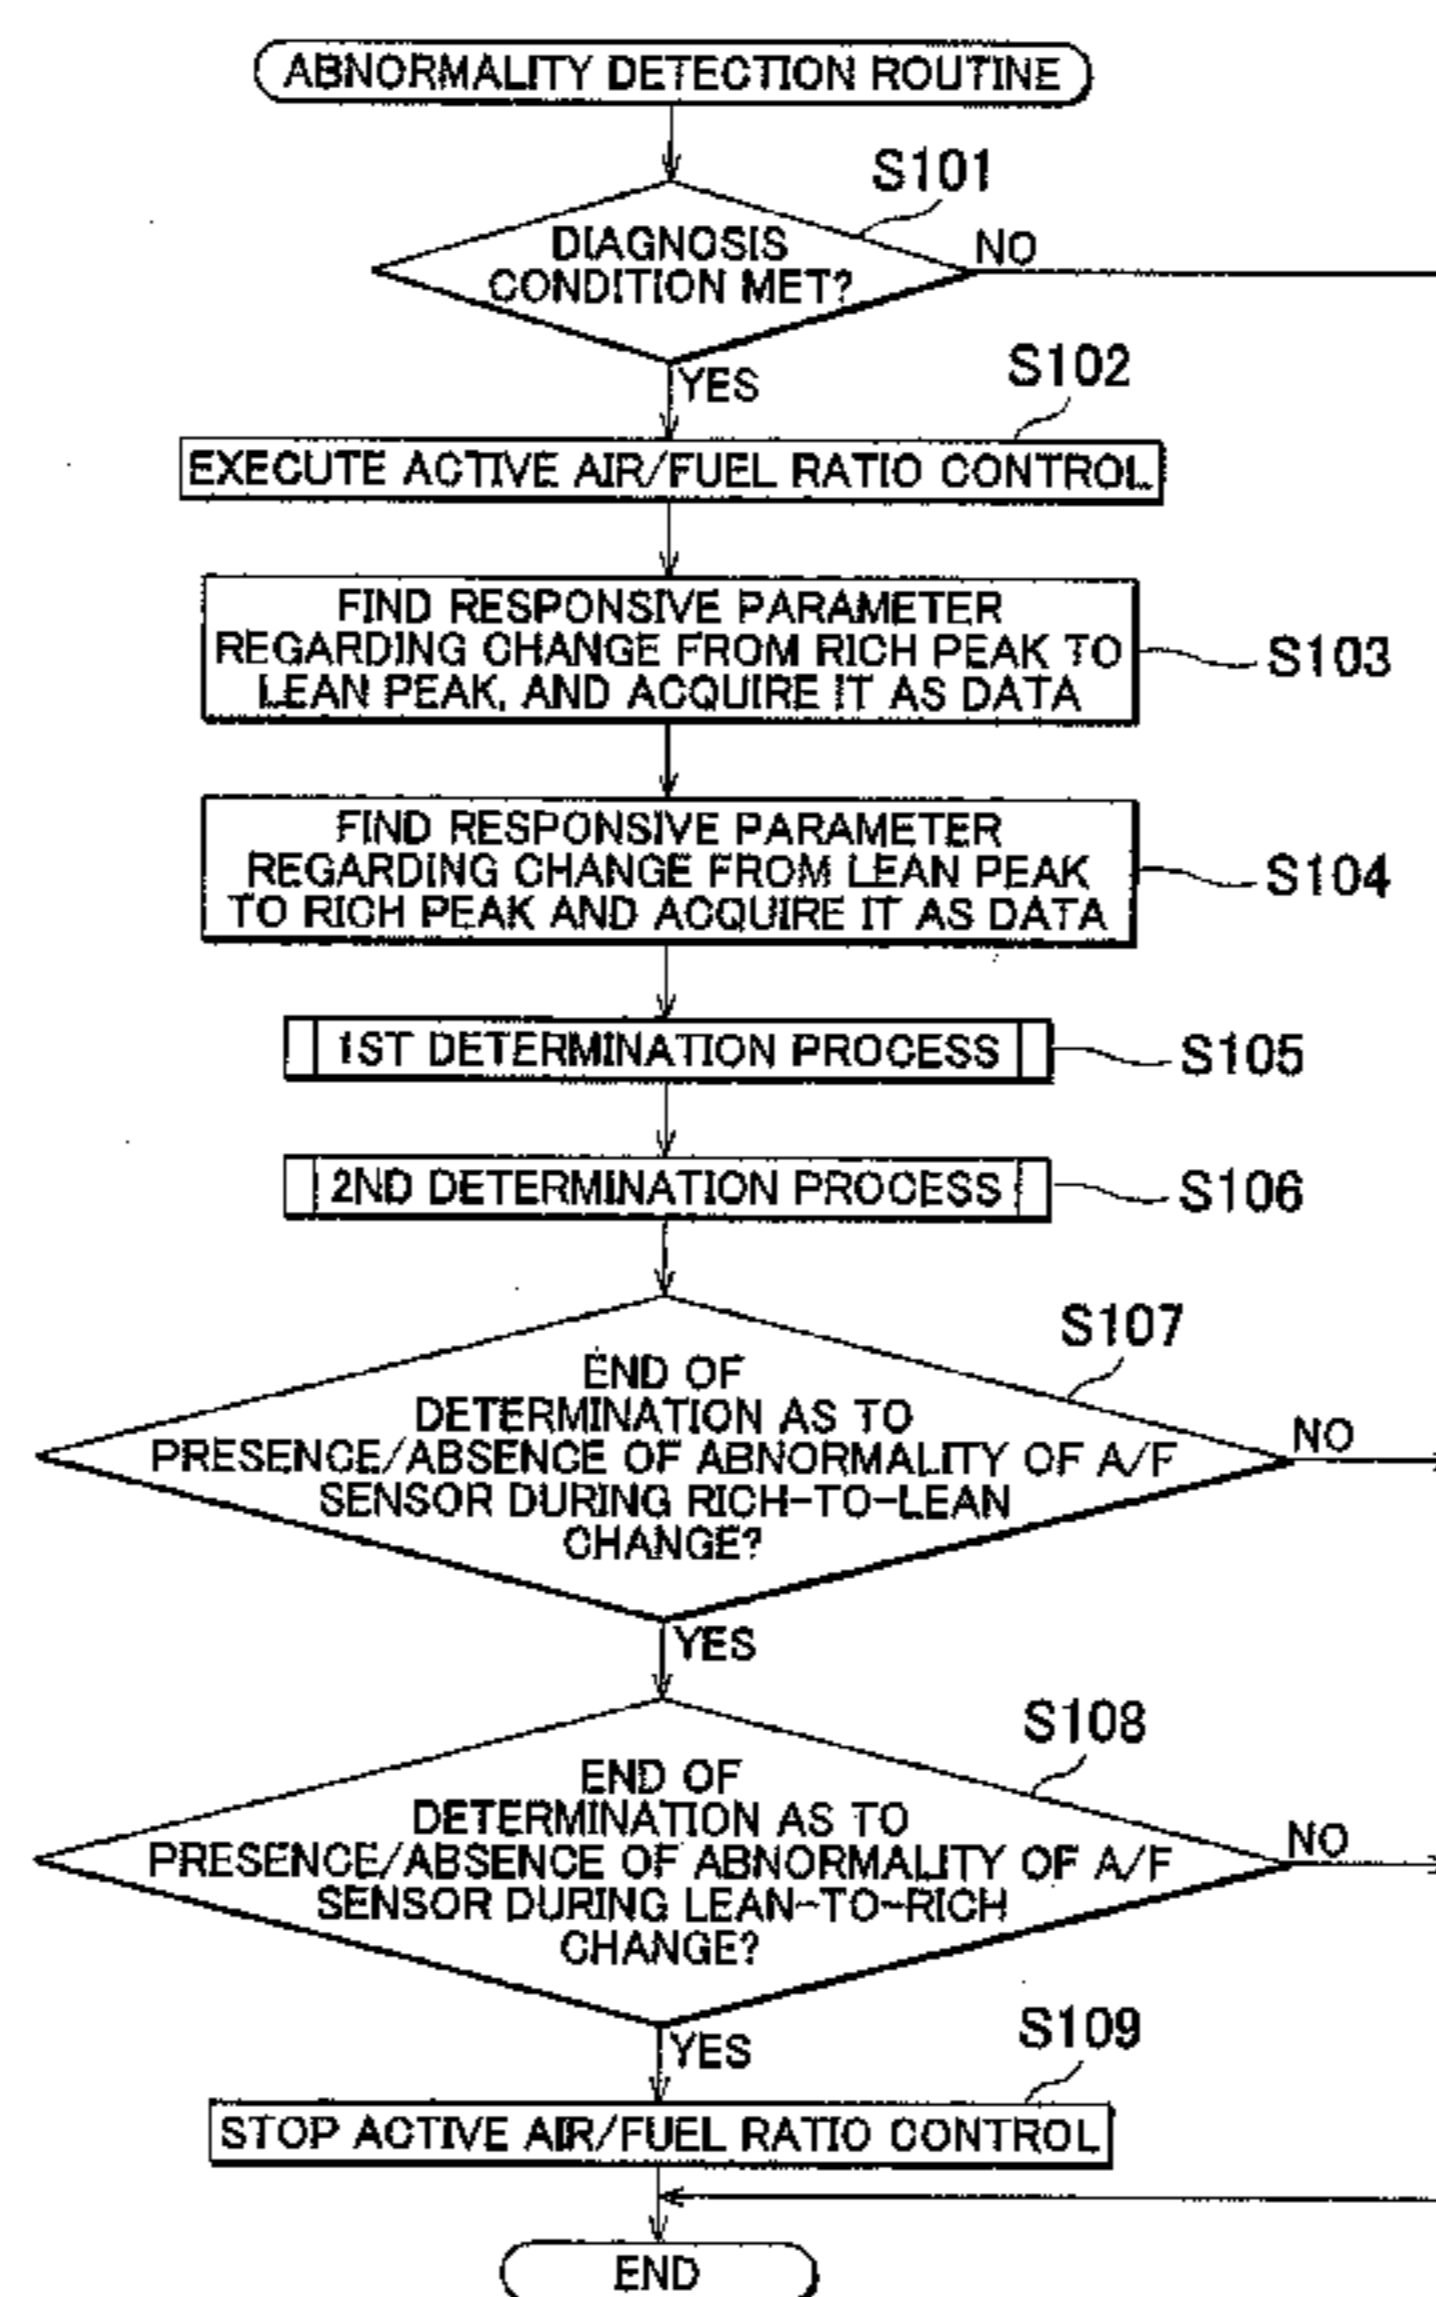 ABNORMALITY DETECTION ROUTINE
S101
DIAGNOSIS
CONDITION MET?
NO
YES
S102
EXECUTE ACTIVE AIR/FUEL RATIO CONTROL
FIND RESPONSIVE PARAMETER
REGARDING CHANGE FROM RICH PEAK TO
LEAN PEAK, AND ACQUIRE IT AS DATA
S103
FIND RESPONSIVE PARAMETER
REGARDING CHANGE FROM LEAN PEAK
TO RICH PEAK AND ACQUIRE IT AS DATA
S104
1ST DETERMINATION PROCESS
S105
2ND DETERMINATION PROCESS
S106
S107
END OF
DETERMINATION AS TO
PRESENCE/ABSENCE OF ABNORMALITY OF A/F
SENSOR DURING RICH-TO-LEAN
CHANGE?
NO
YES
S108
END OF
DETERMINATION AS TO
PRESENCE/ABSENCE OF ABNORMALITY OF A/F
SENSOR DURING LEAN-TO-RICH
CHANGE?
NO
YES
S109
STOP ACTIVE AIR/FUEL RATIO CONTROL
END